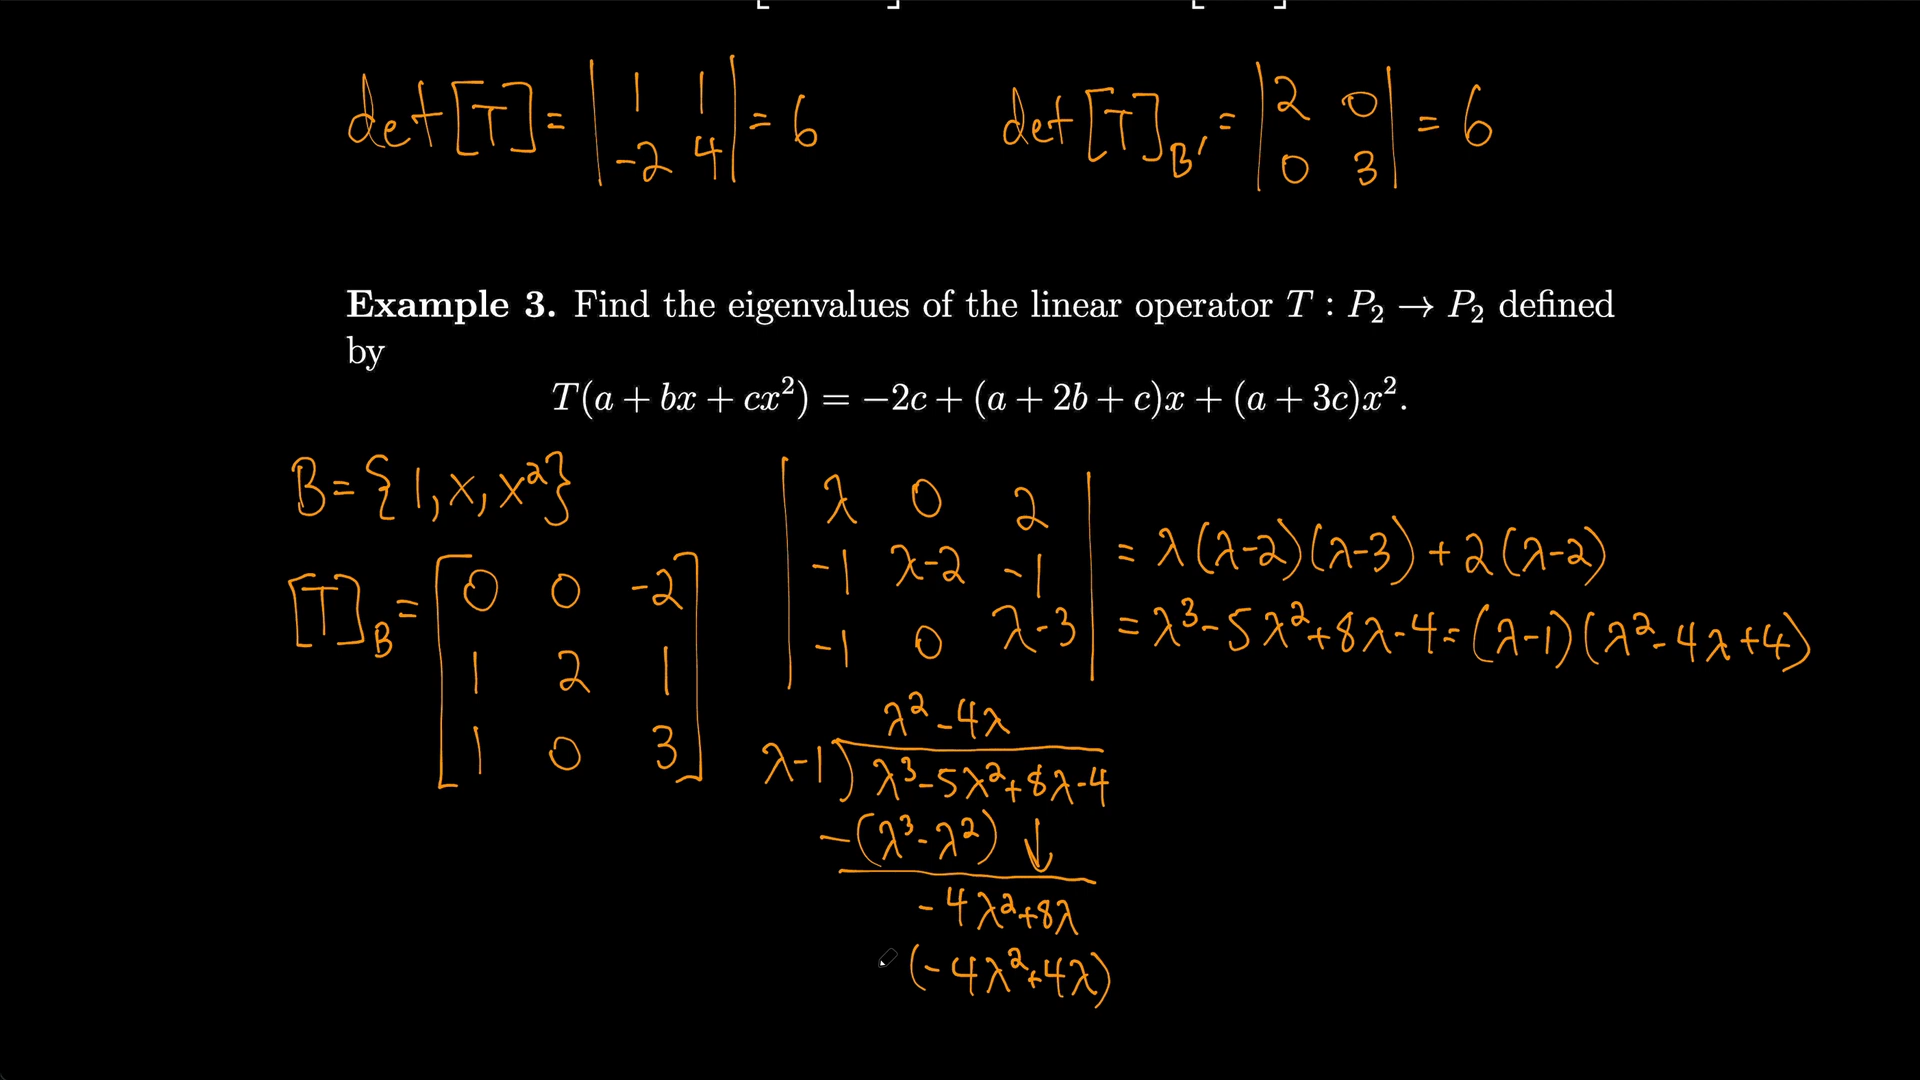 det[T] = | 1 1 | = 6 det[T]_B' = | 2 0 | = 6
| -2 4 | | 0 3 |
Example 3. Find the eigenvalues of the linear operator T : P₂ → P₂ defined
by
T(a + bx + cx²) = −2c + (a + 2b + c)x + (a + 3c)x².
B = {1, x, x²}
[T]_B = [ 0 0 -2
1 2 1
1 0 3 ]
| λ 0 2 |
| -1 λ-2 -1 | = λ(λ-2)(λ-3) + 2(λ-2)
| -1 0 λ-3 | = λ³ - 5λ² + 8λ - 4 = (λ-1)(λ² - 4λ + 4)
λ² - 4λ
λ-1 ) λ³ - 5λ² + 8λ - 4
-(λ³ - λ²) ↓
-4λ² + 8λ
(-4λ² + 4λ)